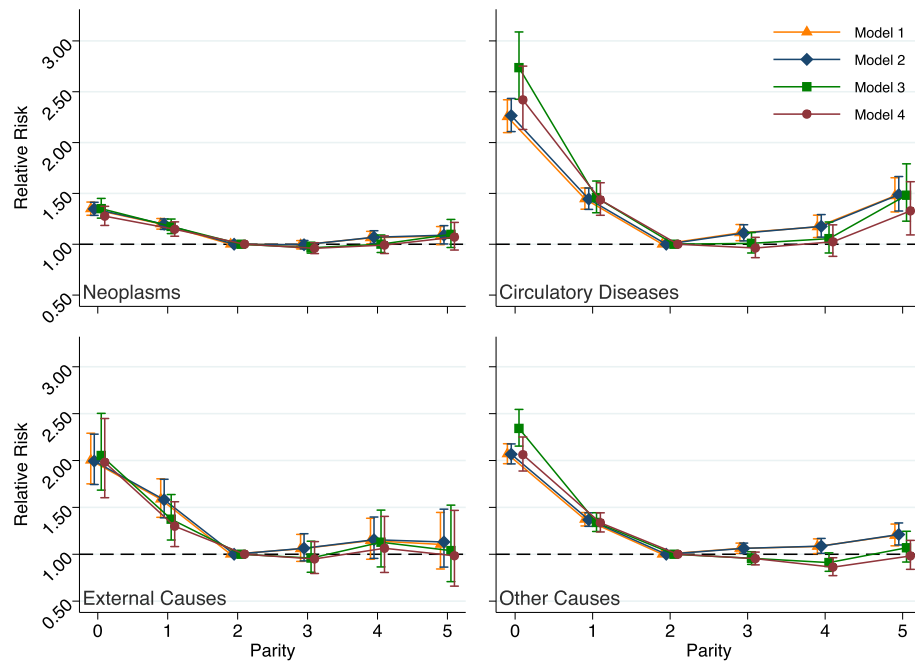 Relative Risk
3.00
2.50
2.00
1.50
1.00
0.50
Neoplasms
Circulatory Diseases
Model 1
Model 2
Model 3
Model 4
Relative Risk
3.00
2.50
2.00
1.50
1.00
0.50
External Causes
Other Causes
0 1 2 3 4 5
Parity
0 1 2 3 4 5
Parity